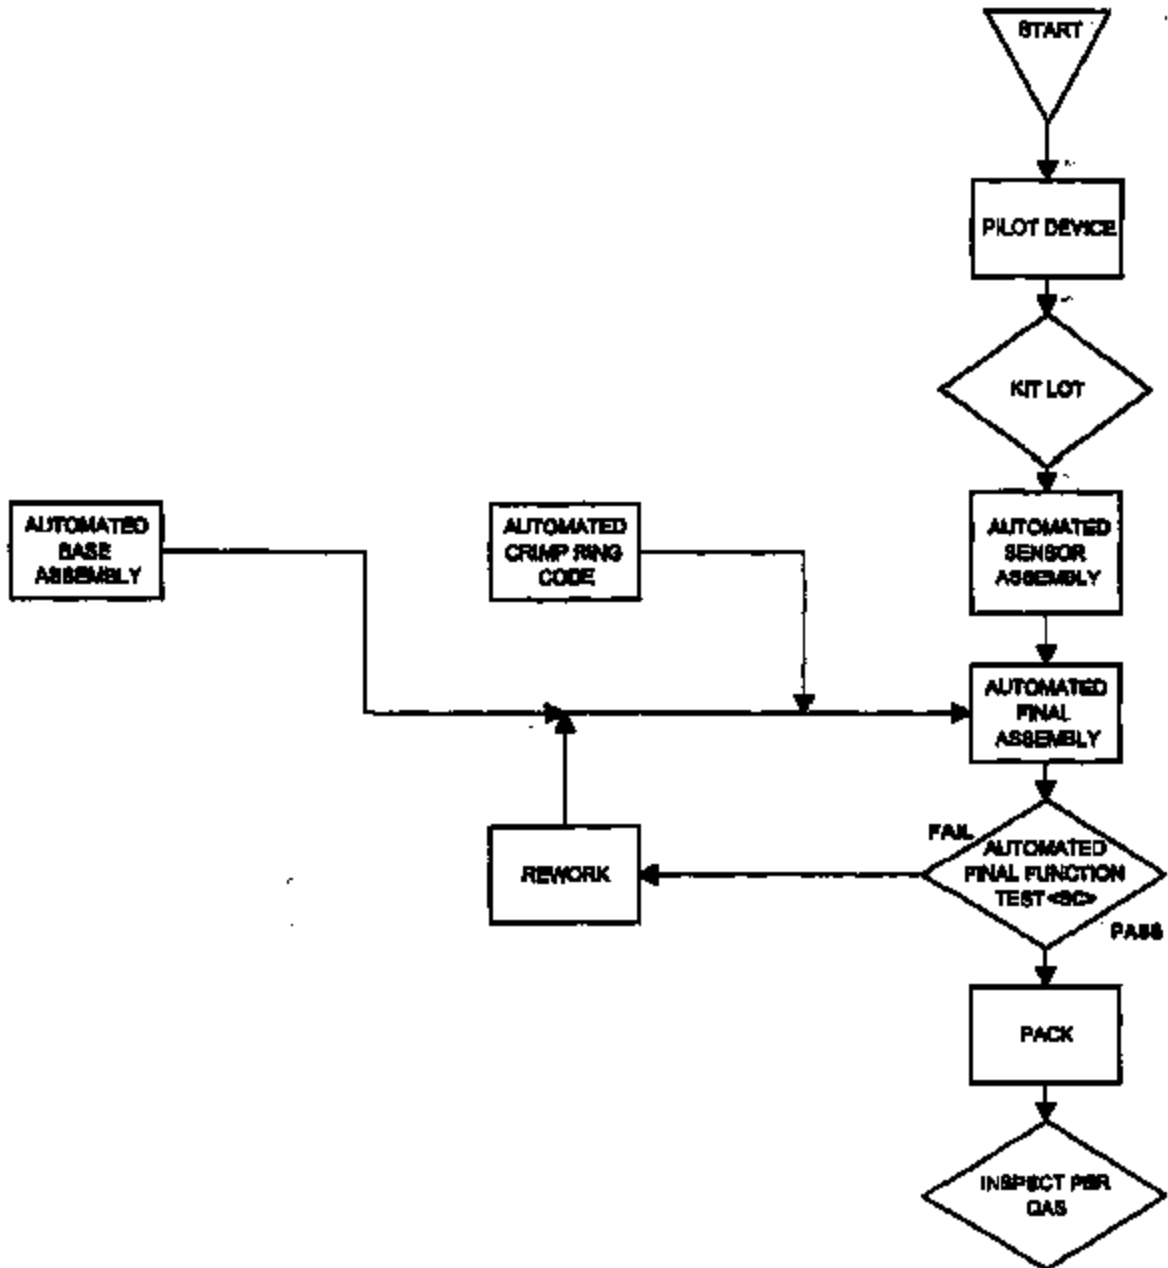 START
PILOT DEVICE
KIT LOT
AUTOMATED
BASE
ASSEMBLY
AUTOMATED
CRIMP RING
CODE
AUTOMATED
SENSOR
ASSEMBLY
AUTOMATED
FINAL
ASSEMBLY
FAIL
AUTOMATED
FINAL FUNCTION
TEST <SC>
REWORK
PASS
PACK
INSPECT PER
QAS